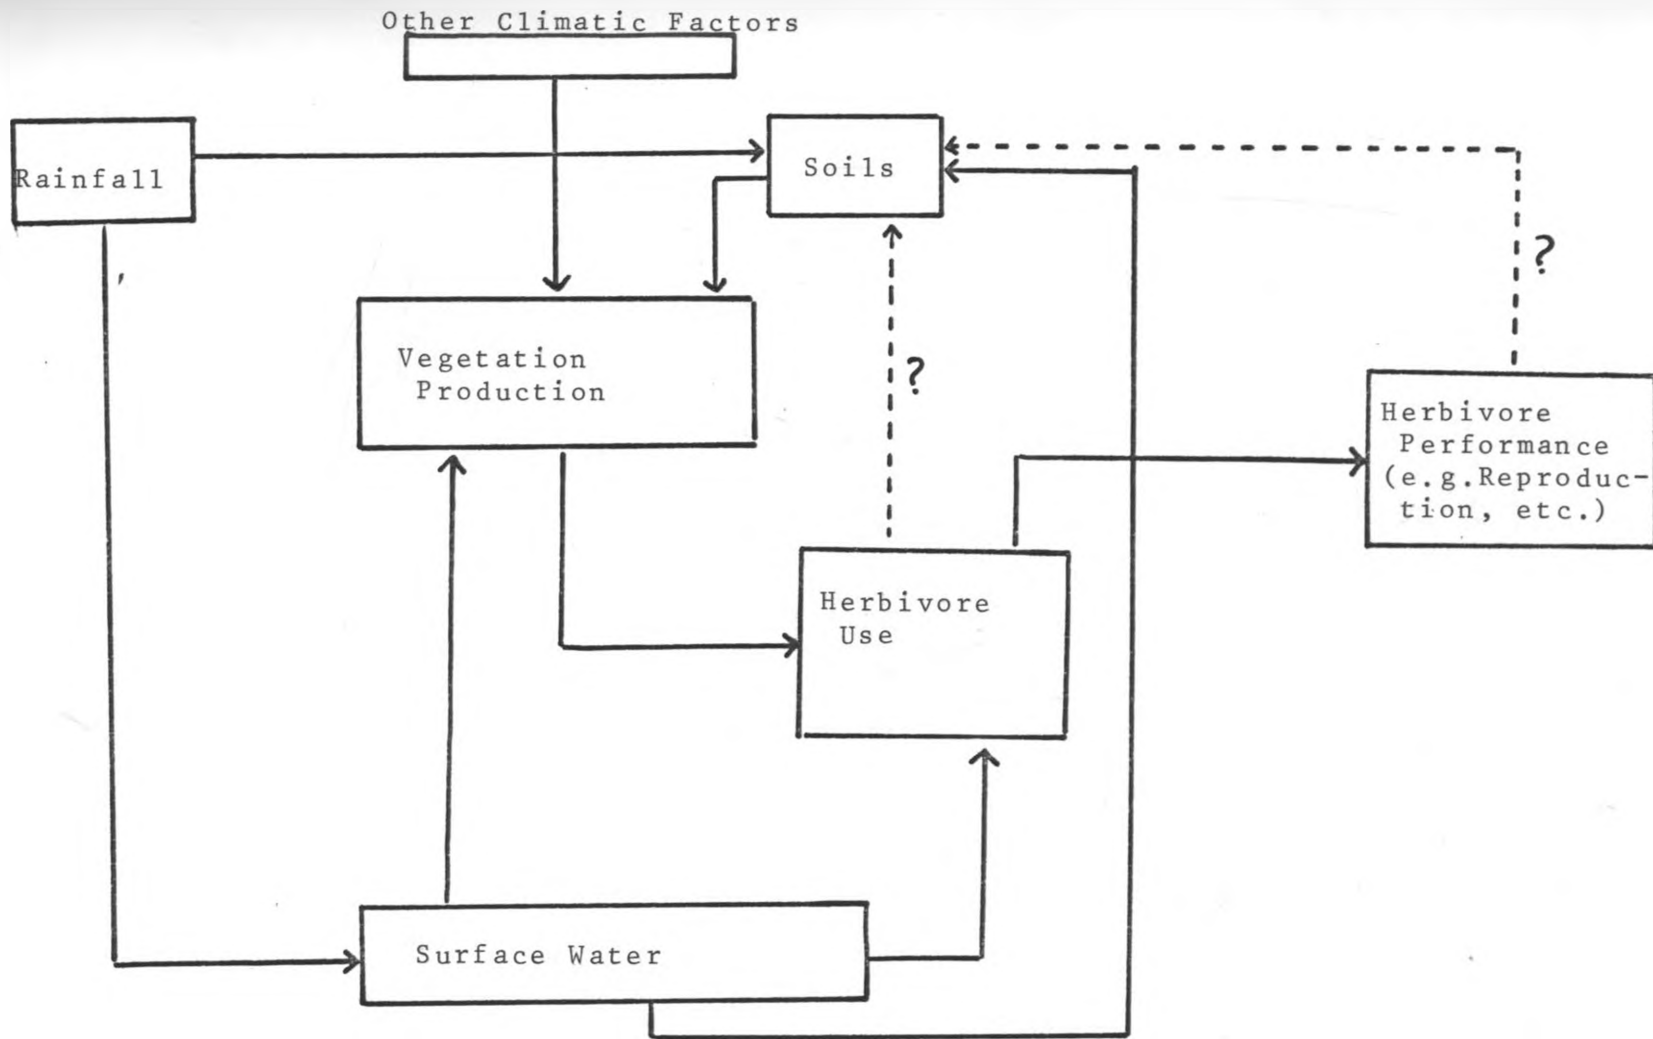 Other Climatic Factors
Rainfall
Soils
?
?
Vegetation
Production
Herbivore
Performance
(e.g.Reproduc-
tion, etc.)
Herbivore
Use
Surface Water